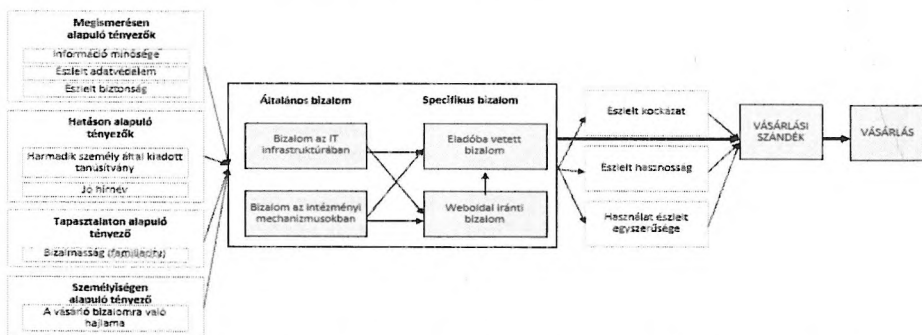 Megismerésen
alapuló tényezők
Információ minősége
Észlelt adatvédelem
Észlelt biztonság
Hatáson alapuló
tényezők
Harmadik személy által kiadott
tanúsítvány
Jó hírnév
Tapasztalaton alapuló
tényező
Bizalmasság (familiarity)
Személyiségen
alapuló tényező
A vásárló bizalomra való
hajlama
Általános bizalom
Bizalom az IT
infrastruktúrában
Bizalom az intézményi
mechanizmusokban
Specifikus bizalom
Eladóba vetett
bizalom
Weboldal iránti
bizalom
Észlelt kockázat
Észlelt hasznosság
Használat észlelt
egyszerűsége
VÁSÁRLÁSI
SZÁNDÉK
VÁSÁRLÁS